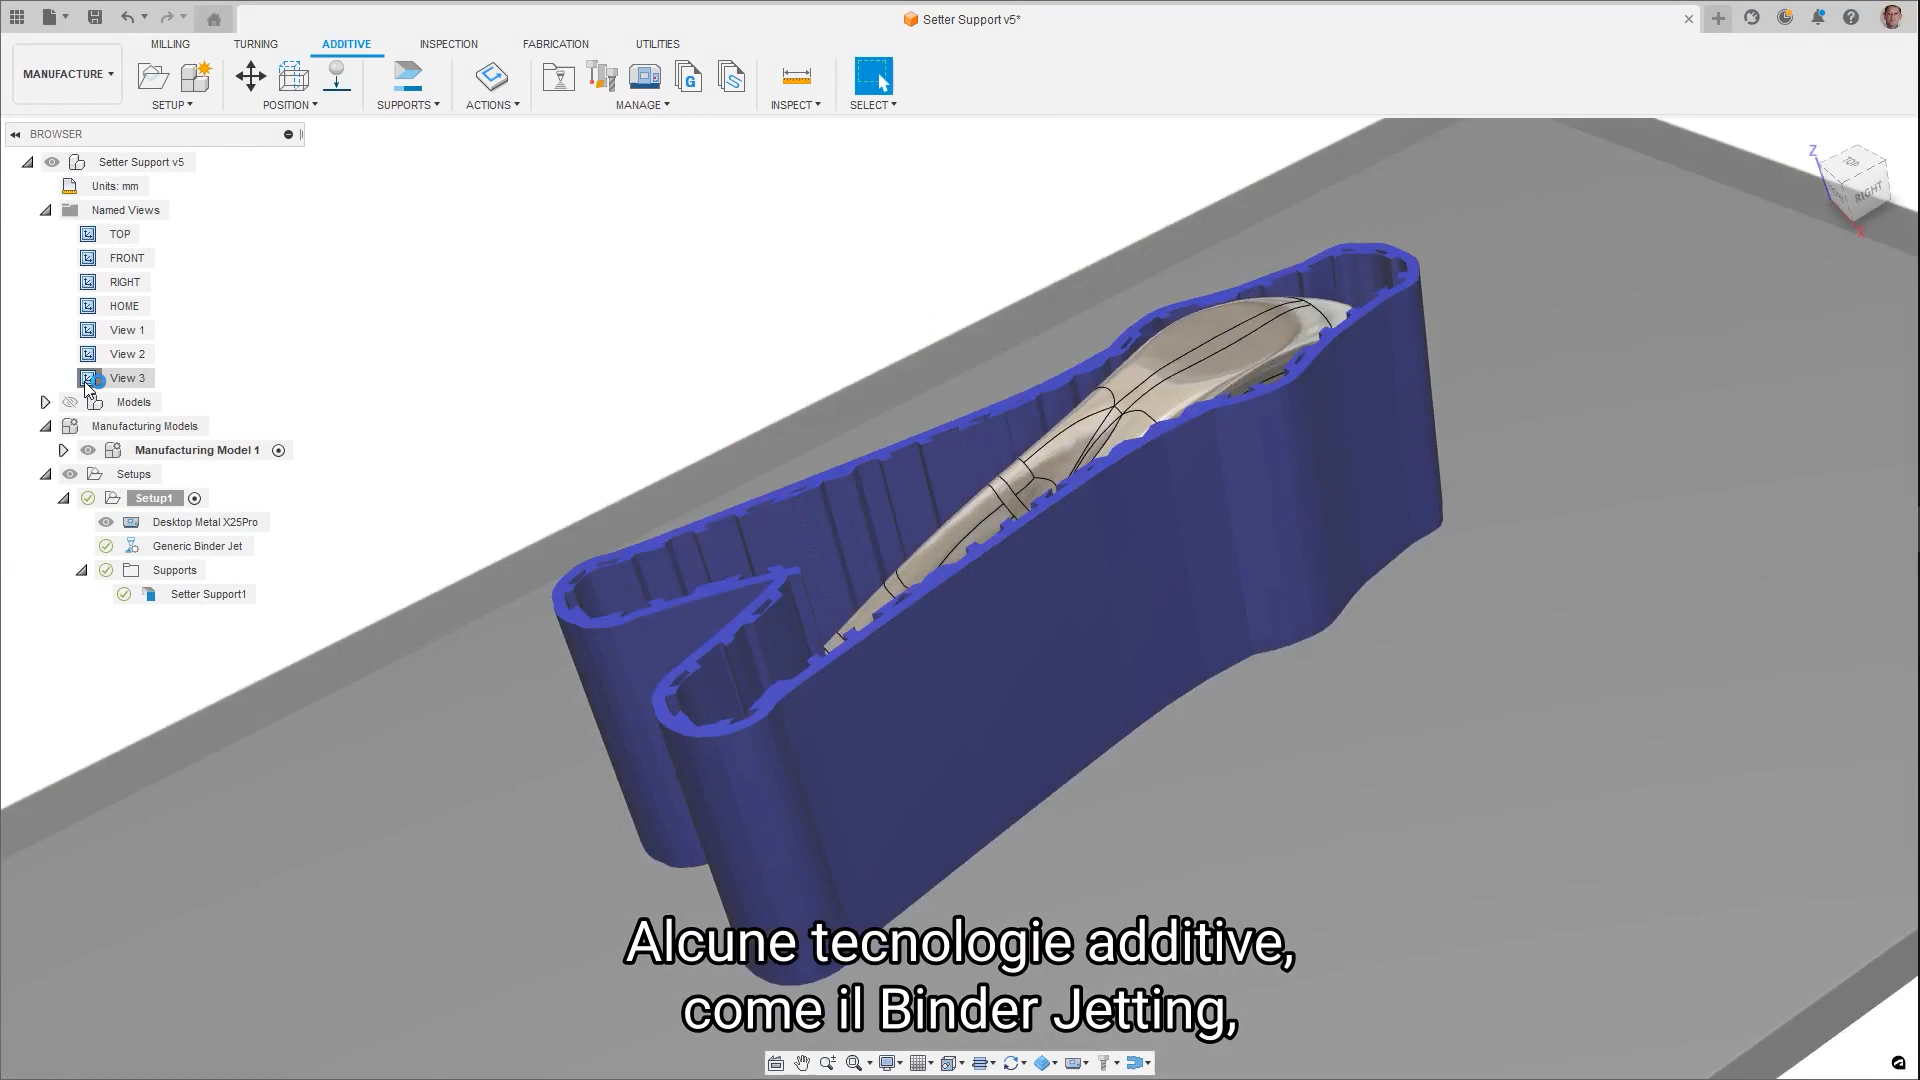 Setter Support v5*
MILLING
TURNING
ADDITIVE
INSPECTION
FABRICATION
UTILITIES
MANUFACTURE
SETUP
POSITION
SUPPORTS
ACTIONS
MANAGE
INSPECT
SELECT
BROWSER
Setter Support v5
Units: mm
Named Views
TOP
FRONT
RIGHT
HOME
View 1
View 2
View 3
Models
Manufacturing Models
Manufacturing Model 1
Setups
Setup1
Desktop Metal X25Pro
Generic Binder Jet
Supports
Setter Support1
Z
TOP
RIGHT
X
Alcune tecnologie additive,
come il Binder Jetting,